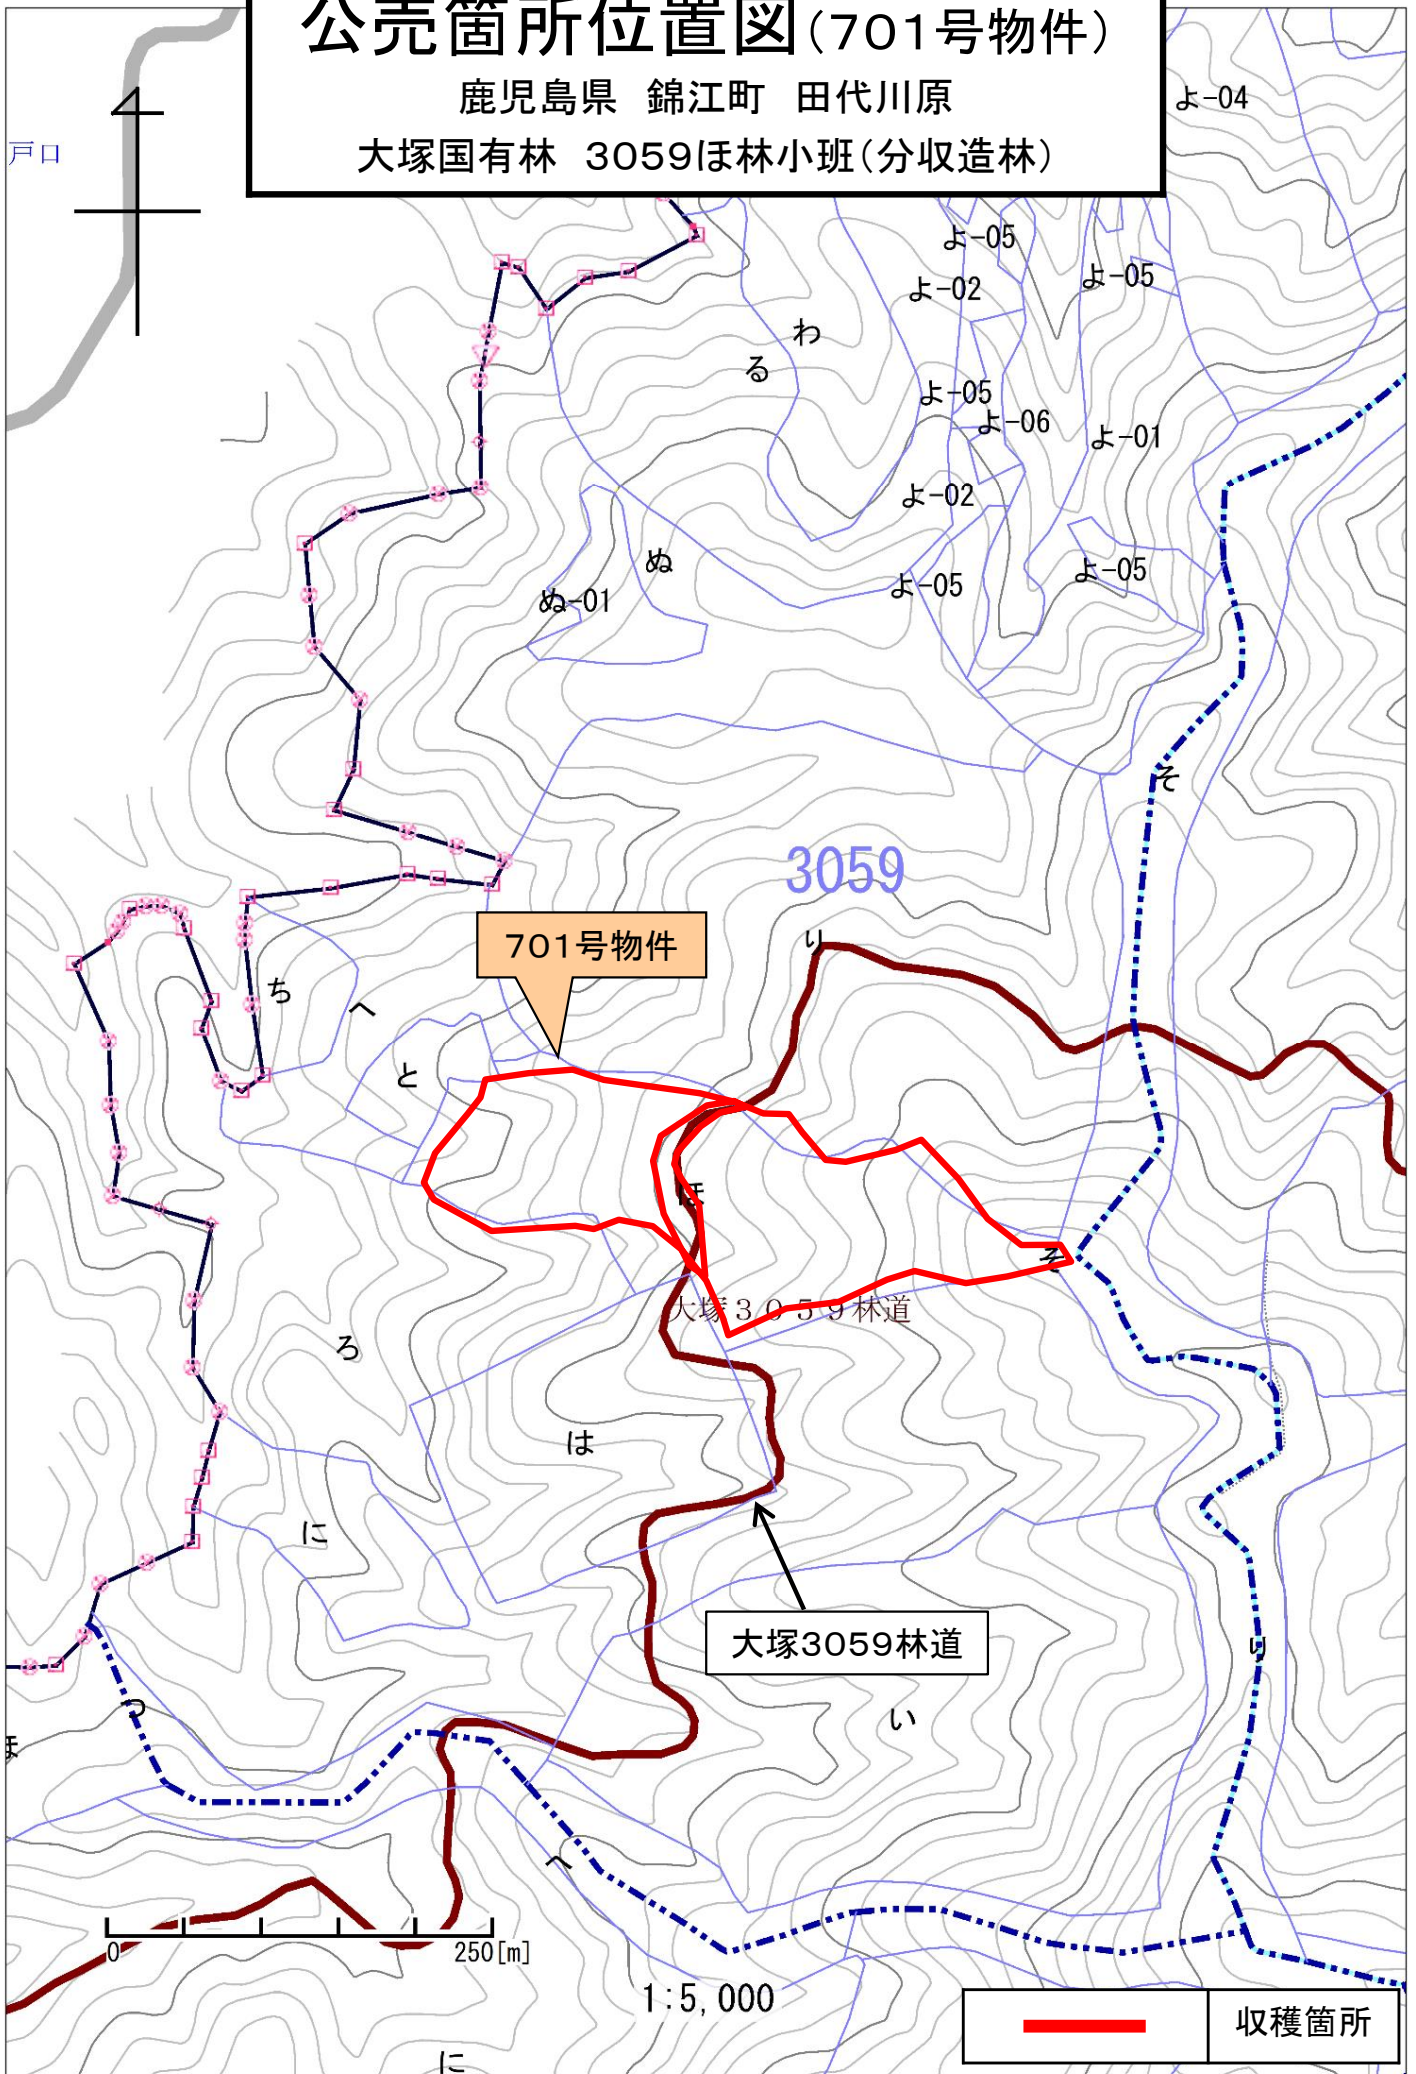 公売箇所位置図(701号物件)
鹿児島県 錦江町 田代川原
大塚国有林 3059ほ林小班(分収造林)
よ-04
戸口
よ-05
よ-05
よ-02
わ
る
よ-05
よ-06
よ-01
よ-02
ぬ
よ-05
よ-05
ぬ-01
そ
3059
701号物件
り
ち
へ
と
ほ
そ
大塚3059林道
ろ
は
に
大塚3059林道
り
つ
い
ほ
へ
0
250[m]
1:5,000
収穫箇所
に